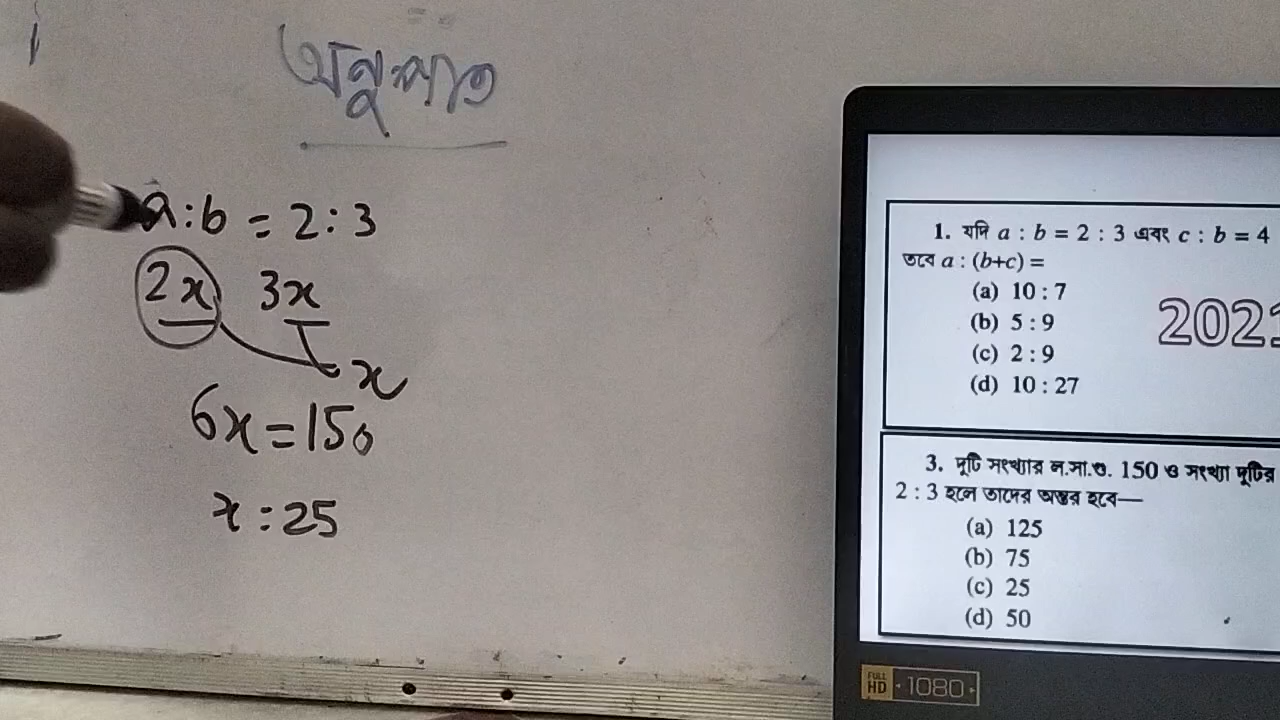 অনুপাত
a : b = 2 : 3
2x 3x
x
6x = 150
x = 25
1. যদি a : b = 2 : 3 এবং c : b = 4
তবে a : (b+c) =
(a) 10 : 7
(b) 5 : 9
(c) 2 : 9
(d) 10 : 27
2021
3. দুটি সংখ্যার ল.সা.গু. 150 ও সংখ্যা দুটির
2 : 3 হলে তাদের অন্তর হবে—
(a) 125
(b) 75
(c) 25
(d) 50
FULL HD 1080